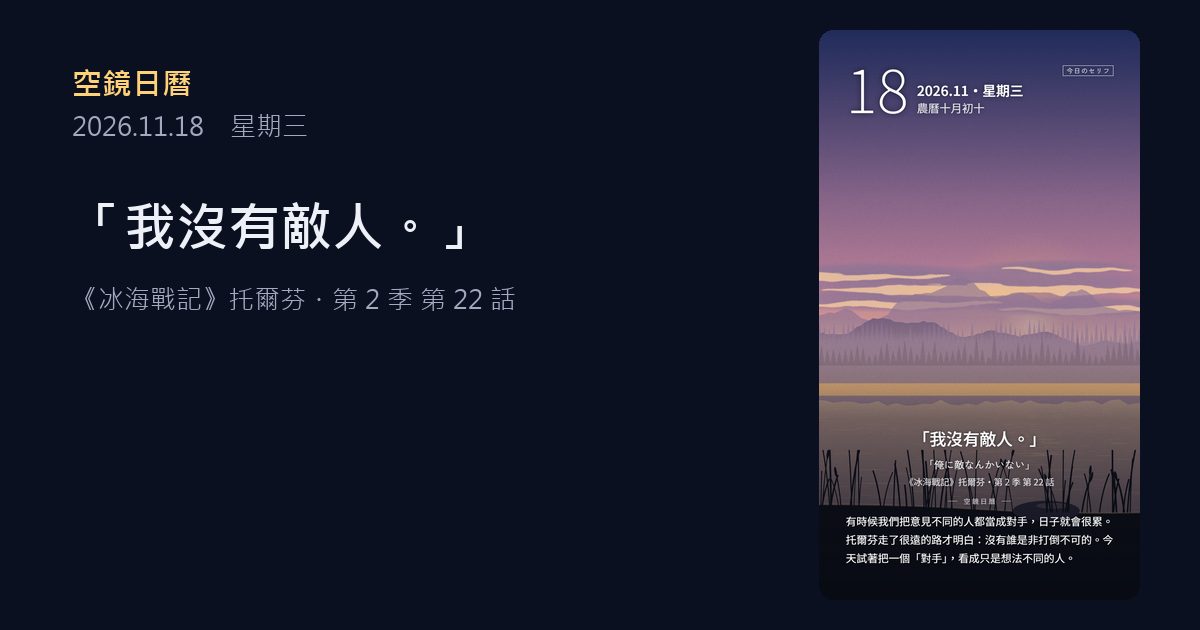 空鏡日曆
2026.11.18 星期三
「我沒有敵人。」
《冰海戰記》托爾芬 · 第 2 季 第 22 話
18
2026.11・星期三
農曆十月初十
今日のセリフ
「我沒有敵人。」
「俺に敵なんかいない」
《冰海戰記》托爾芬・第 2 季 第 22 話
— 空鏡日曆 —
有時候我們把意見不同的人都當成對手，日子就會很累。
托爾芬走了很遠的路才明白：沒有誰是非打倒不可的。今
天試著把一個「對手」，看成只是想法不同的人。